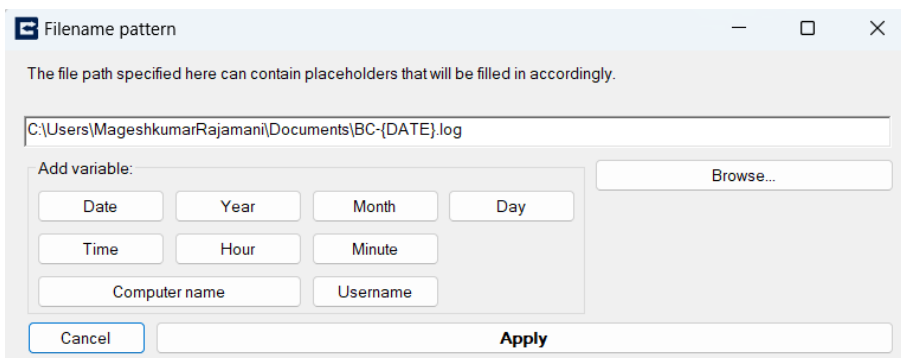 Filename pattern
The file path specified here can contain placeholders that will be filled in accordingly.
C:\Users\MageshkumarRajamani\Documents\BC-{DATE}.log
Add variable:
Browse...
Date Year Month Day
Time Hour Minute
Computer name Username
Cancel Apply